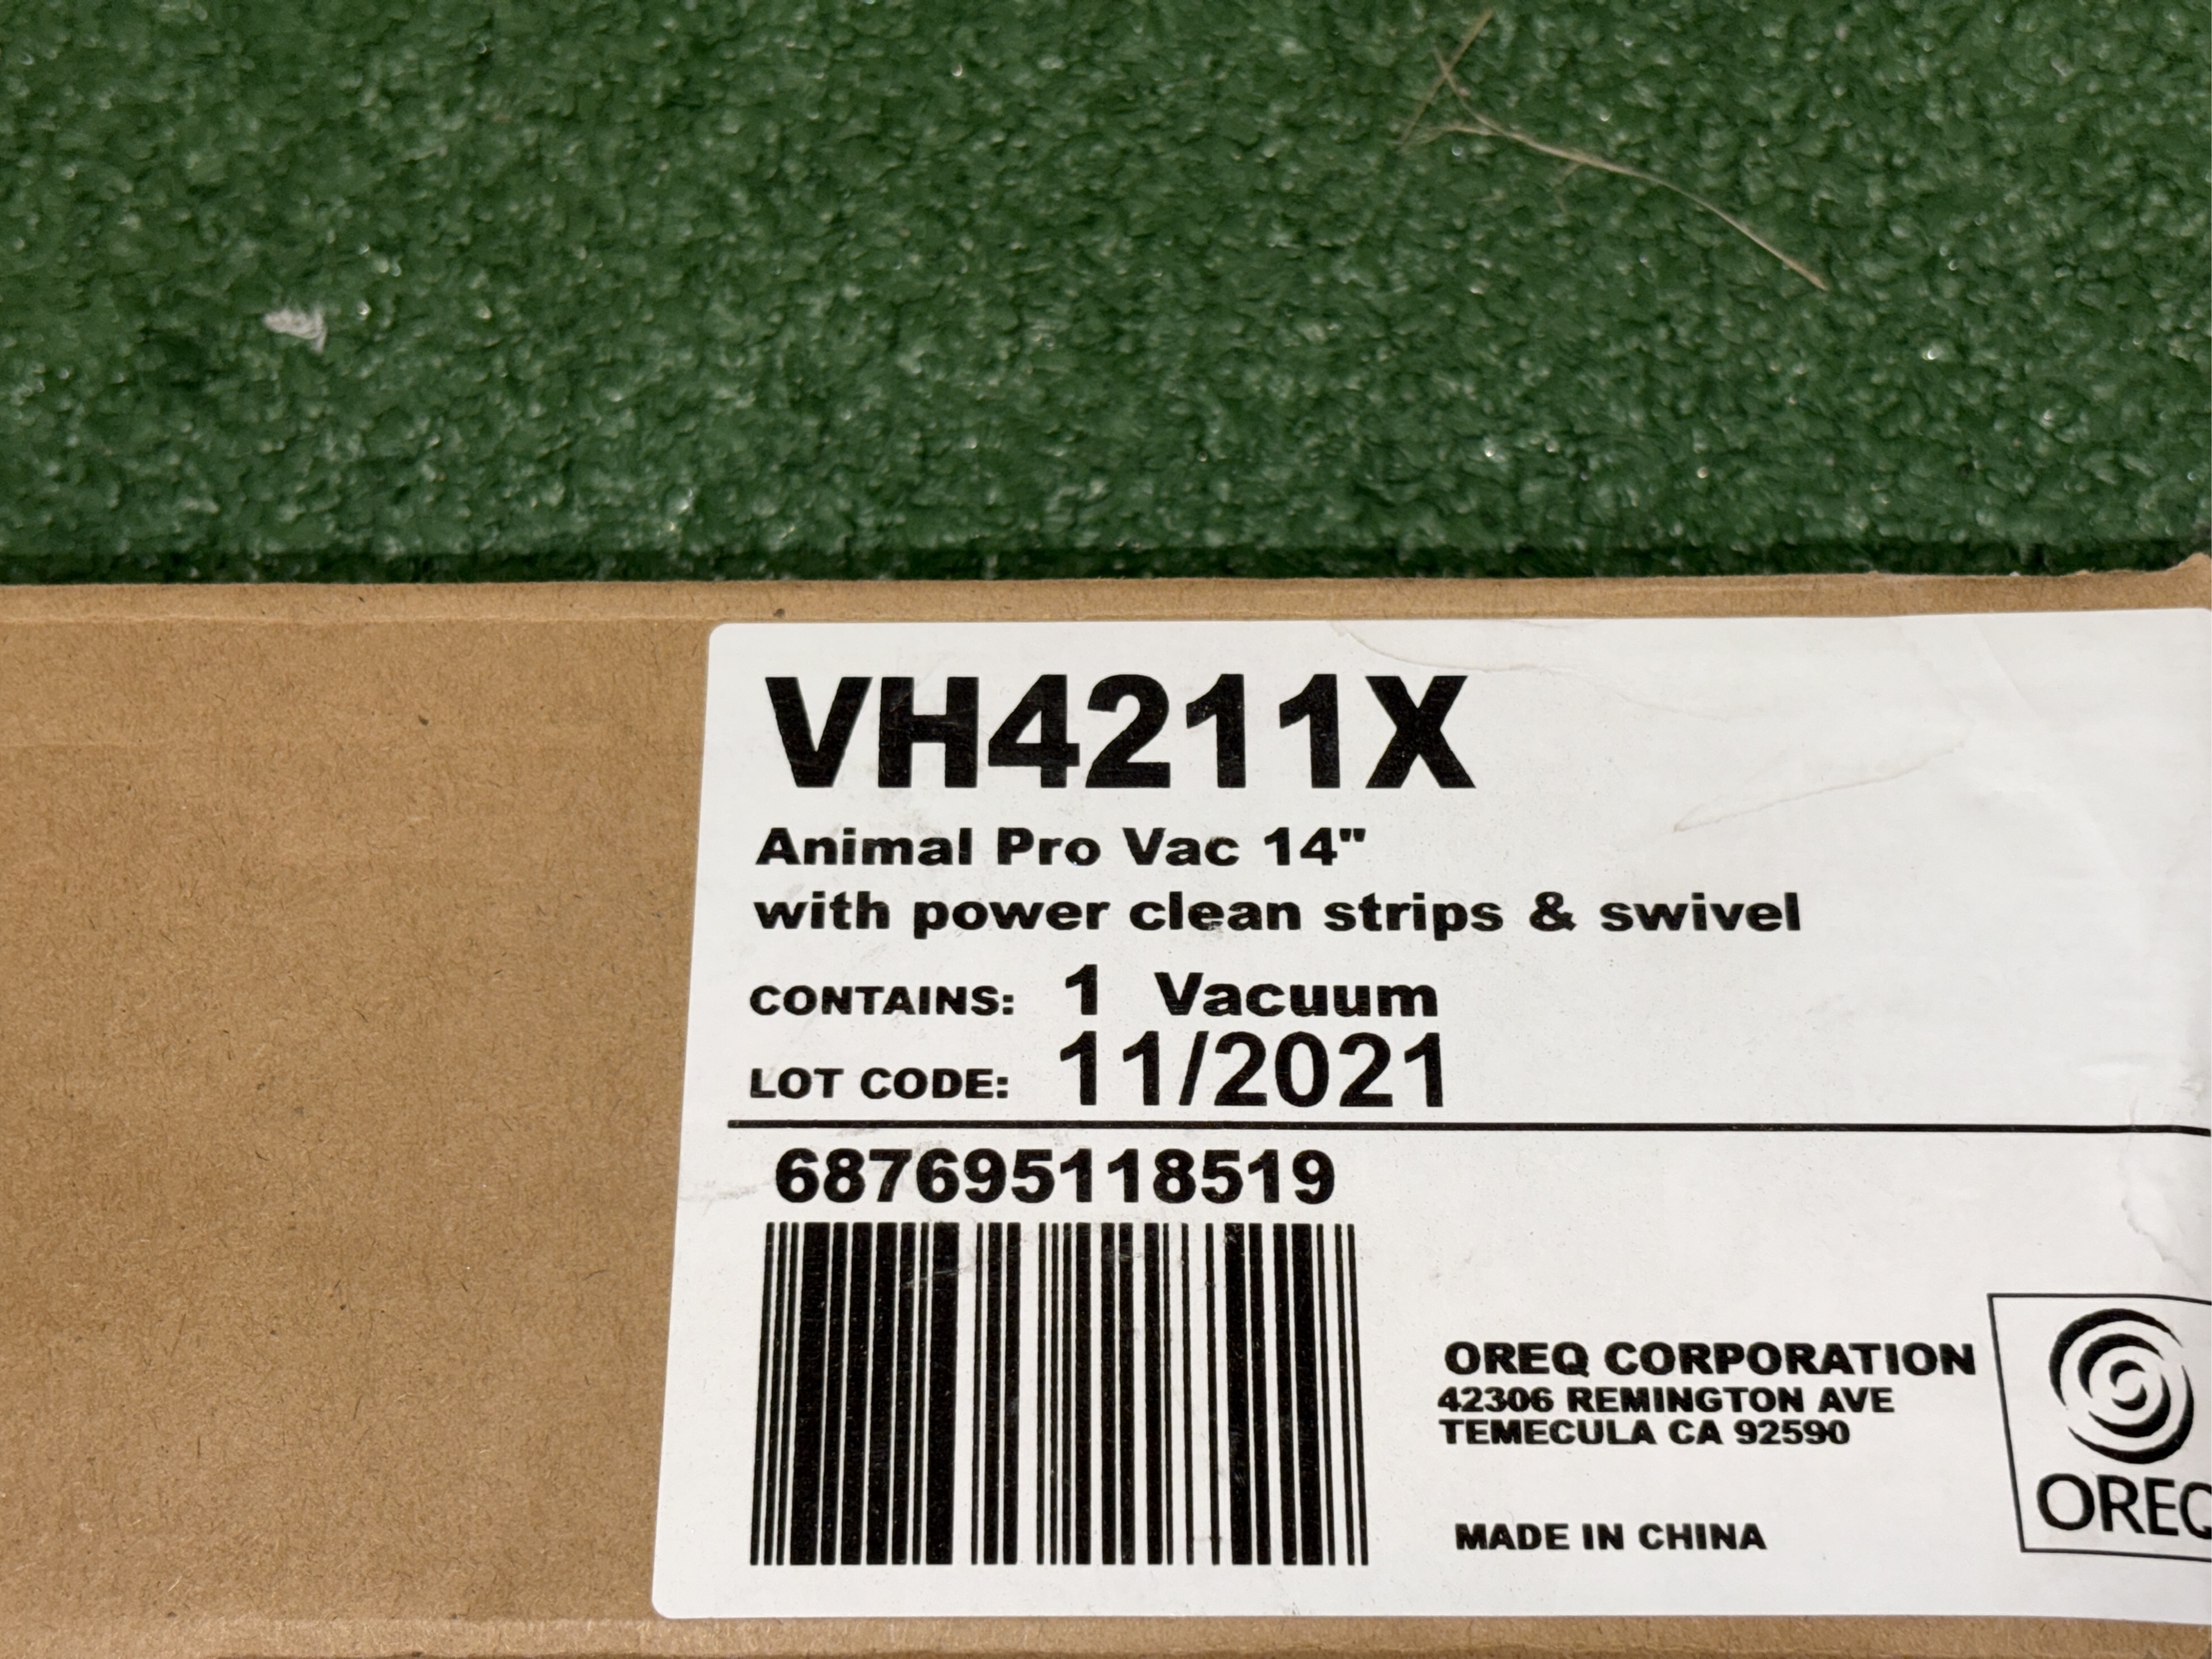 VH4211X
Animal Pro Vac 14"
with power clean strips & swivel
CONTAINS: 1 Vacuum
LOT CODE: 11/2021
687695118519
OREQ CORPORATION
42306 REMINGTON AVE
TEMECULA CA 92590
MADE IN CHINA
OREQ